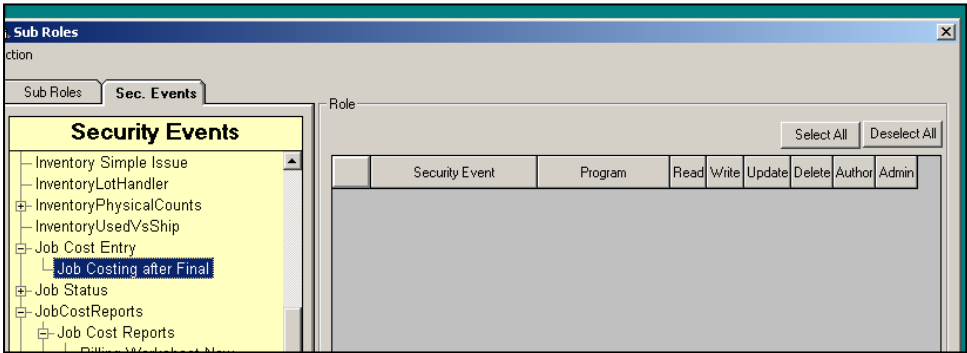 Sub Roles
ction
Sub Roles Sec. Events
Role
Security Events
Select All Deselect All
Security Event Program Read Write Update Delete Author Admin
Inventory Simple Issue
InventoryLotHandler
InventoryPhysicalCounts
InventoryUsedVsShip
Job Cost Entry
Job Costing after Final
Job Status
JobCostReports
Job Cost Reports